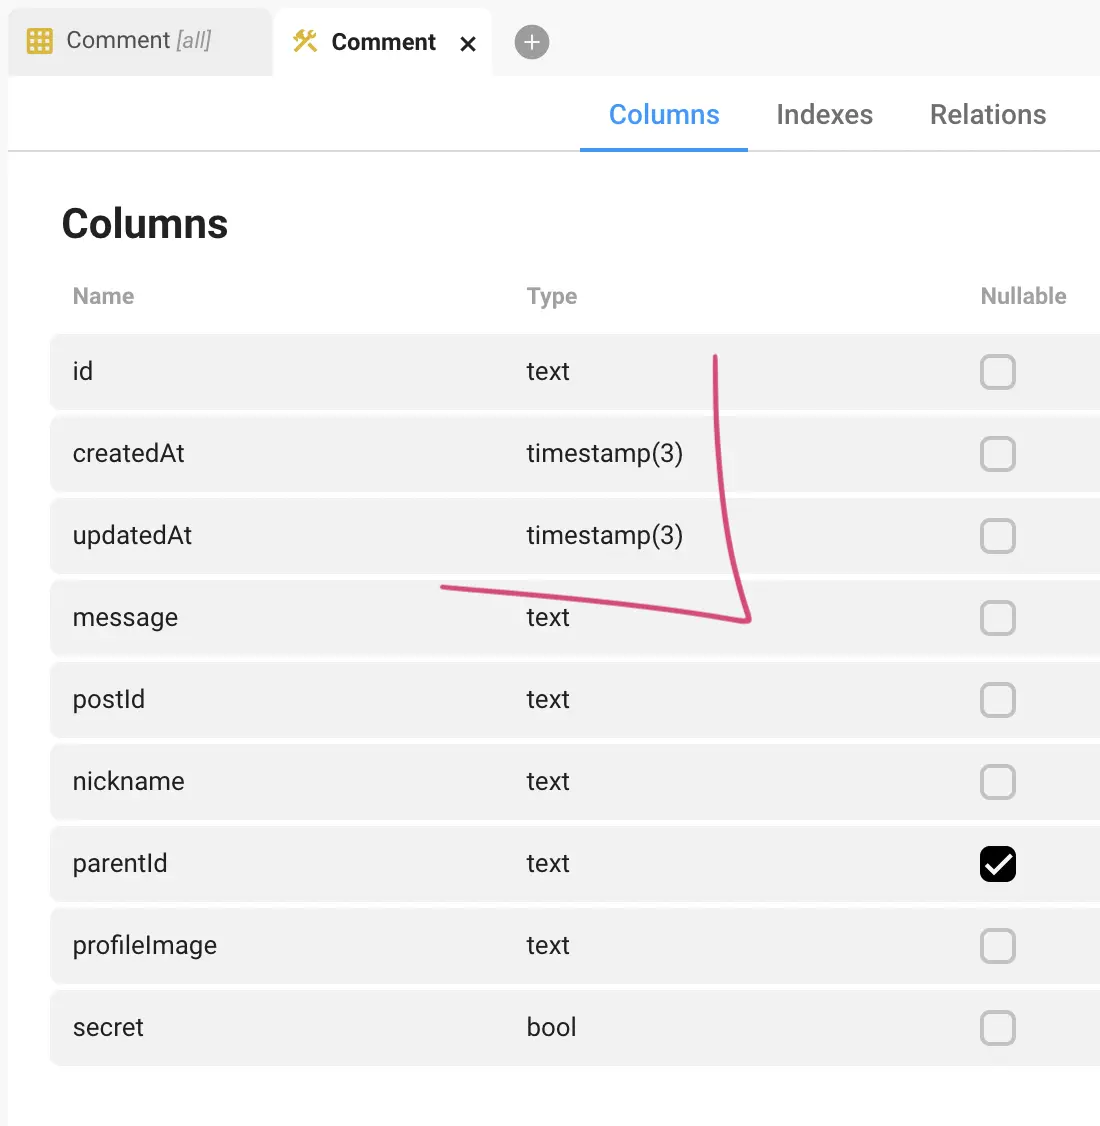 Comment [all] Comment
Columns Indexes Relations
Columns
Name Type Nullable
id text
createdAt timestamp(3)
updatedAt timestamp(3)
message text
postId text
nickname text
parentId text
profileImage text
secret bool